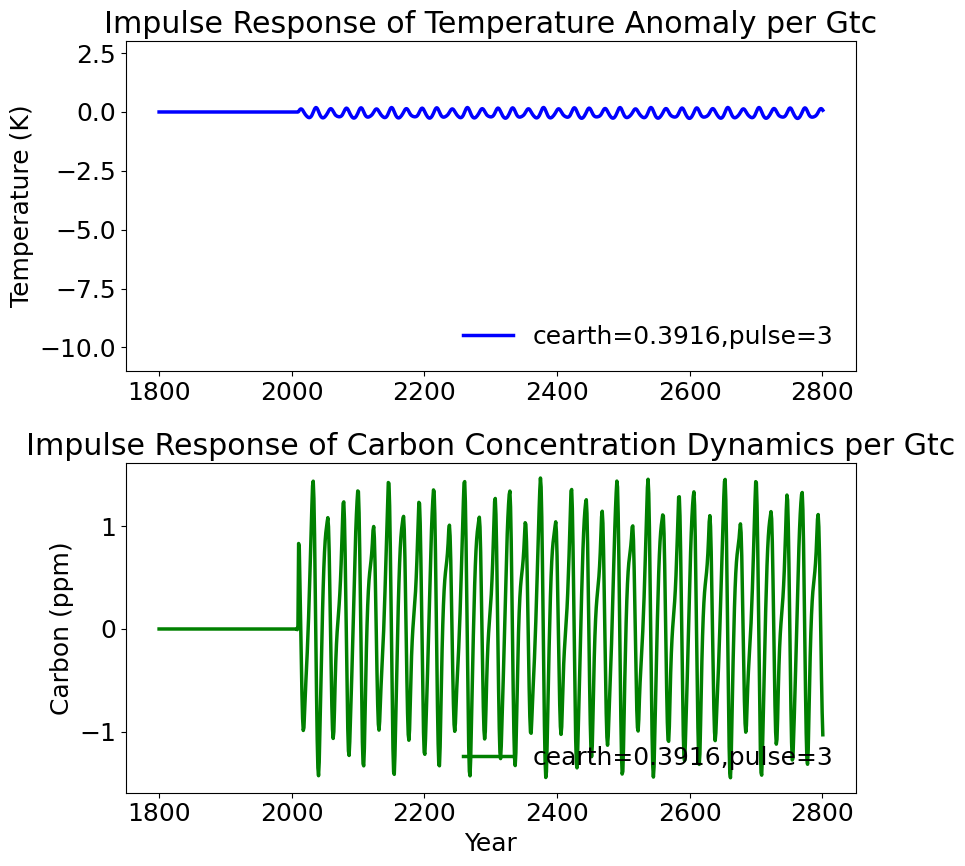 Impulse Response of Temperature Anomaly per Gtc
2.5
0.0
−2.5
−5.0
−7.5
−10.0
Temperature (K)
cearth=0.3916,pulse=3
1800 2000 2200 2400 2600 2800
Impulse Response of Carbon Concentration Dynamics per Gtc
1
0
−1
Carbon (ppm)
cearth=0.3916,pulse=3
1800 2000 2200 2400 2600 2800
Year